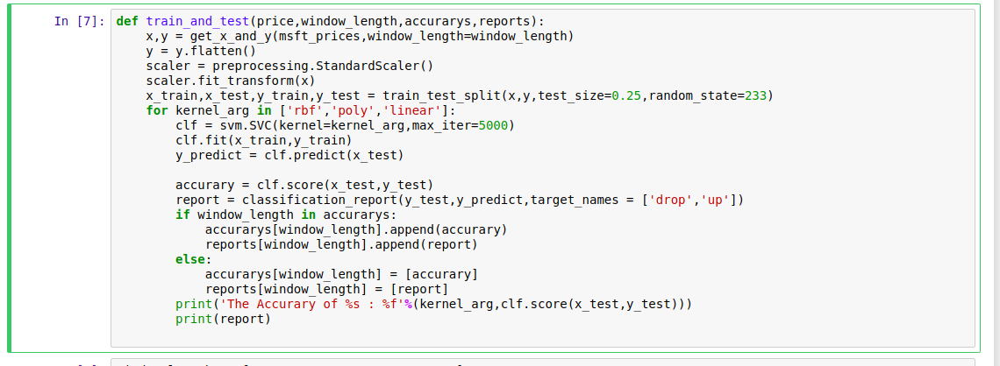 In [7]: def train_and_test(price,window_length,accurarys,reports):
    x,y = get_x_and_y(msft_prices,window_length=window_length)
    y = y.flatten()
    scaler = preprocessing.StandardScaler()
    scaler.fit_transform(x)
    x_train,x_test,y_train,y_test = train_test_split(x,y,test_size=0.25,random_state=233)
    for kernel_arg in ['rbf','poly','linear']:
        clf = svm.SVC(kernel=kernel_arg,max_iter=5000)
        clf.fit(x_train,y_train)
        y_predict = clf.predict(x_test)

        accurary = clf.score(x_test,y_test)
        report = classification_report(y_test,y_predict,target_names = ['drop','up'])
        if window_length in accurarys:
            accurarys[window_length].append(accurary)
            reports[window_length].append(report)
        else:
            accurarys[window_length] = [accurary]
            reports[window_length] = [report]
        print('The Accurary of %s : %f'%(kernel_arg,clf.score(x_test,y_test)))
        print(report)